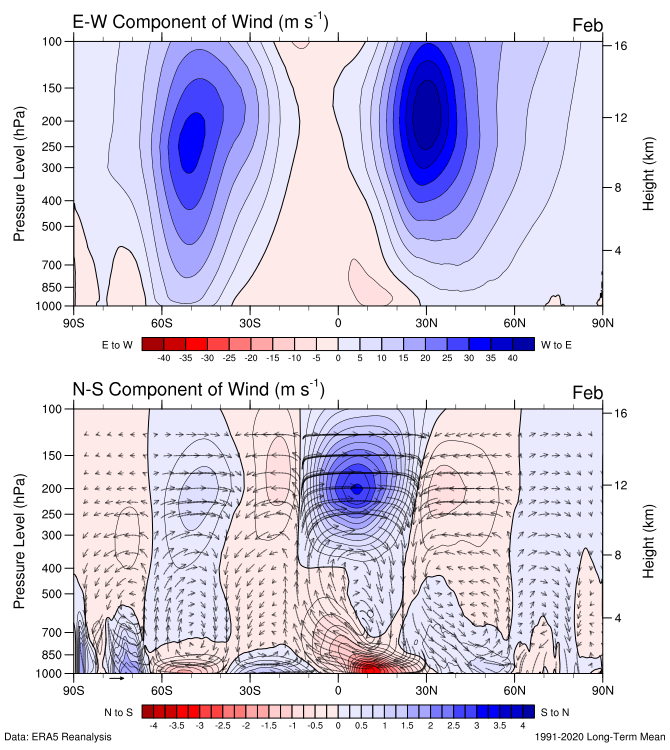 E-W Component of Wind (m s-1) Feb
100
150
200
250
300
400
500
700
850
1000
Pressure Level (hPa)
16
12
8
4
Height (km)
90S 60S 30S 0 30N 60N 90N
E to W W to E
-40 -35 -30 -25 -20 -15 -10 -5 0 5 10 15 20 25 30 35 40
N-S Component of Wind (m s-1) Feb
100
150
200
250
300
400
500
700
850
1000
Pressure Level (hPa)
16
12
8
4
Height (km)
90S 60S 30S 0 30N 60N 90N
N to S S to N
-4 -3.5 -3 -2.5 -2 -1.5 -1 -0.5 0 0.5 1 1.5 2 2.5 3 3.5 4
Data: ERA5 Reanalysis 1991-2020 Long-Term Mean